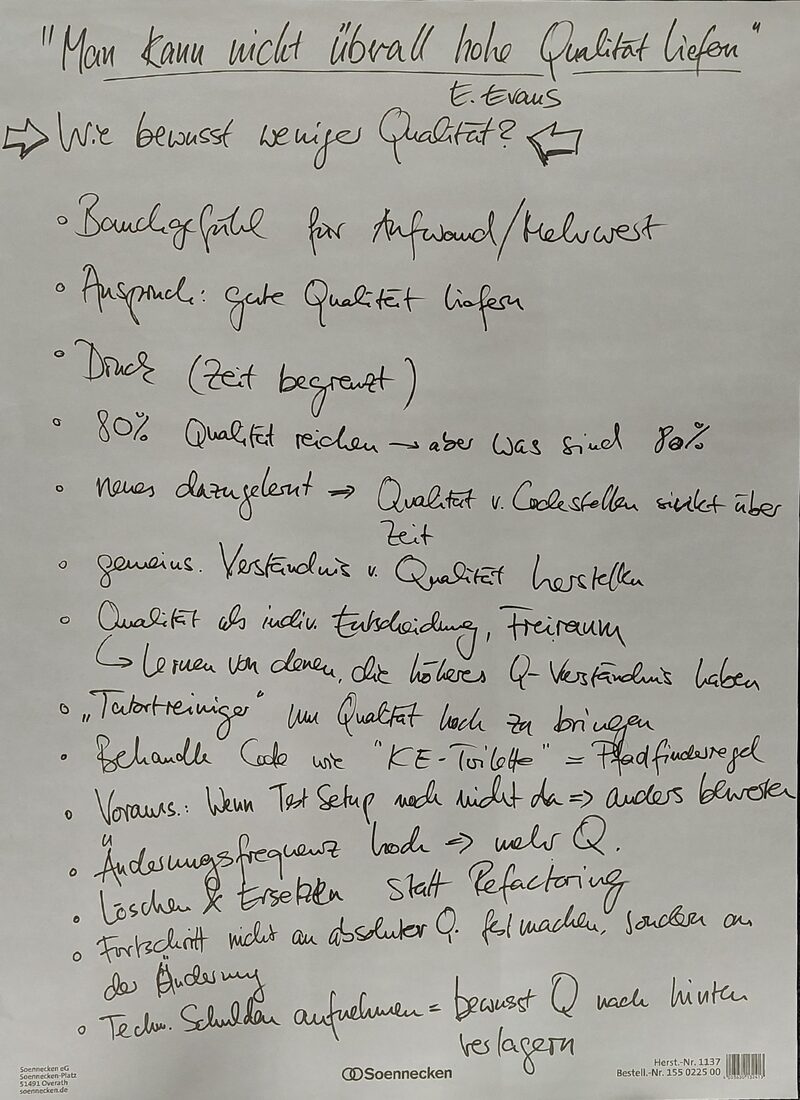 "Man kann nicht überall hohe Qualität liefern"
E. Evans
Wie bewusst weniger Qualität?
Bauchgefühl für Aufwand/Mehrwert
Anspruch: gute Qualität liefern
Druck (Zeit begrenzt)
80% Qualität reichen → aber was sind 80%
neues dazugelernt ⇒ Qualität v. Codestellen sinkt über
Zeit
gemeins. Verständnis v. Qualität herstellen
Qualität als indiv. Entscheidung, Freiraum
↳ Lernen von denen, die höheres Q-Verständnis haben
„Tatortreiniger" um Qualität hoch zu bringen
Behandle Code wie "KE-Toilette" = Pfadfinderregel
Voraus.: Wenn Test Setup noch nicht da ⇒ anders bewerten
Änderungsfrequenz hoch ⇒ mehr Q.
Löschen & Ersetzen statt Refactoring
Fortschritt nicht an absoluter Q. festmachen, sondern an
der Änderung
Techn. Schulden aufnehmen = bewusst Q nach hinten
verlagern
Soennecken eG
Soennecken-Platz
51491 Overath
soennecken.de
Soennecken
Herst.-Nr. 1137
Bestell.-Nr. 155 0225 00